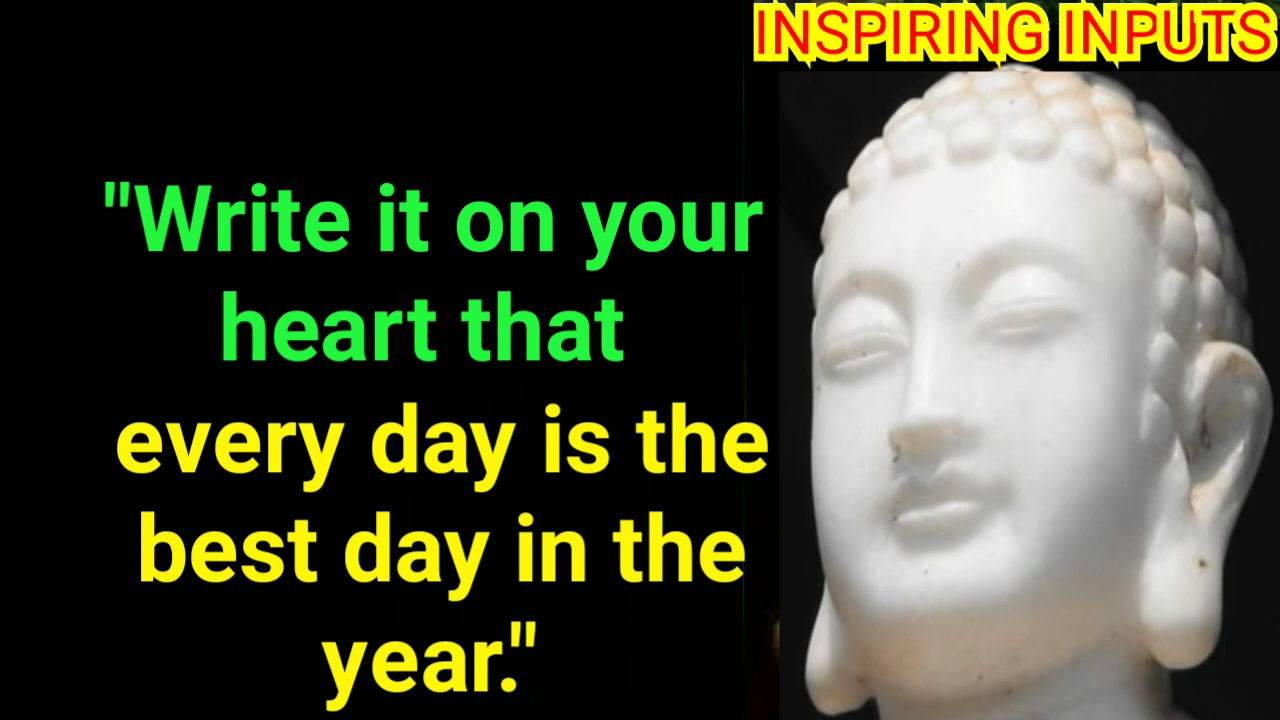 INSPIRING INPUTS
"Write it on your
heart that
every day is the
best day in the
year."